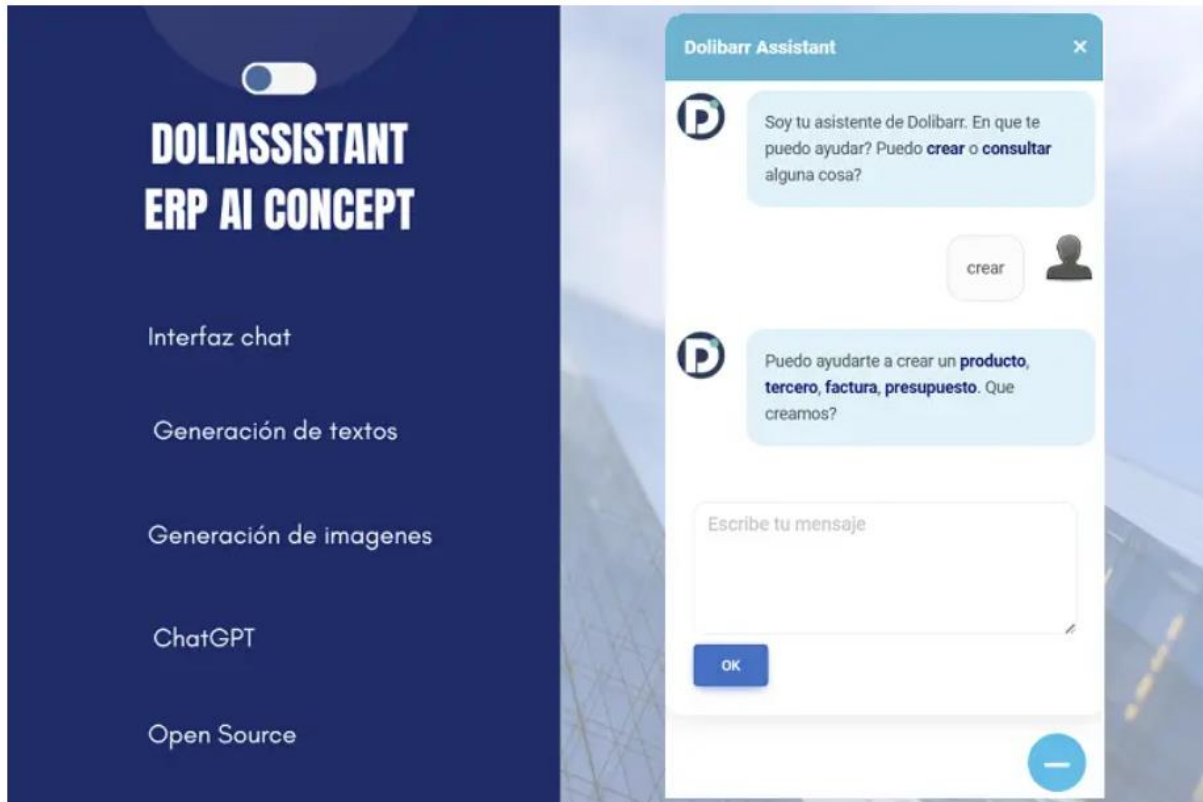 DOLIASSISTANT
ERP AI CONCEPT
Interfaz chat
Generación de textos
Generación de imagenes
ChatGPT
Open Source
Dolibarr Assistant
Soy tu asistente de Dolibarr. En que te
puedo ayudar? Puedo crear o consultar
alguna cosa?
crear
Puedo ayudarte a crear un producto,
tercero, factura, presupuesto. Que
creamos?
Escribe tu mensaje
OK